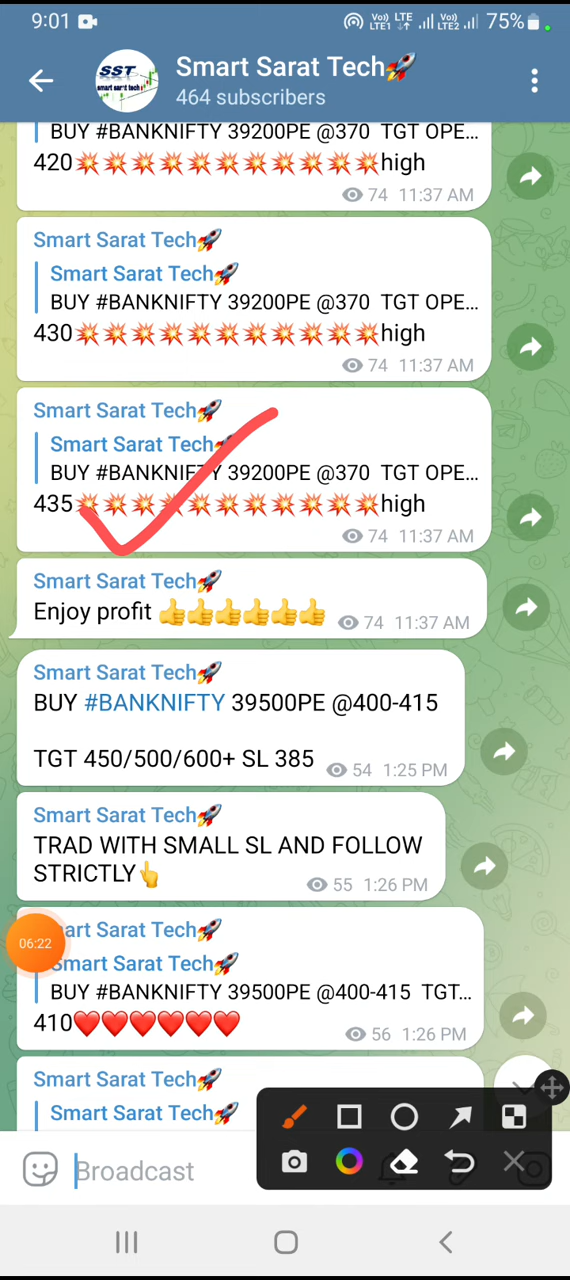 9:01 Vo) LTE1 LTE Vo) LTE2 75%
SST
smart sarat tech
Smart Sarat Tech🚀
464 subscribers
BUY #BANKNIFTY 39200PE @370 TGT OPE...
420💥💥💥💥💥💥💥💥💥💥💥high
74 11:37 AM
Smart Sarat Tech🚀
Smart Sarat Tech🚀
BUY #BANKNIFTY 39200PE @370 TGT OPE...
430💥💥💥💥💥💥💥💥💥💥💥high
74 11:37 AM
Smart Sarat Tech🚀
Smart Sarat Tech🚀
BUY #BANKNIFTY 39200PE @370 TGT OPE...
435💥💥💥💥💥💥💥💥💥💥💥high
74 11:37 AM
Smart Sarat Tech🚀
Enjoy profit 👍👍👍👍👍👍 74 11:37 AM
Smart Sarat Tech🚀
BUY #BANKNIFTY 39500PE @400-415
TGT 450/500/600+ SL 385 54 1:25 PM
Smart Sarat Tech🚀
TRAD WITH SMALL SL AND FOLLOW
STRICTLY👆 55 1:26 PM
Smart Sarat Tech🚀
06:22
Smart Sarat Tech🚀
BUY #BANKNIFTY 39500PE @400-415 TGT...
410❤️❤️❤️❤️❤️❤️ 56 1:26 PM
Smart Sarat Tech🚀
Smart Sarat Tech🚀
Broadcast